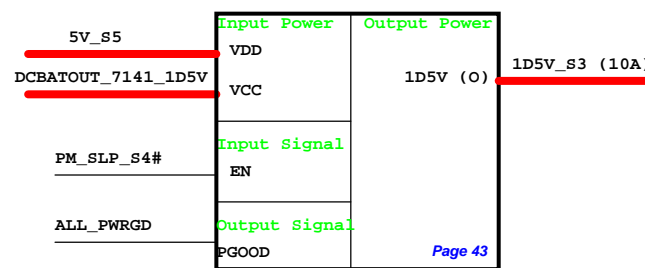 Input Power Output Power
5V_S5 VDD
DCBATOUT_7141_1D5V VCC 1D5V (O) 1D5V_S3 (10A)
Input Signal
PM_SLP_S4# EN
ALL_PWRGD Output Signal
PGOOD Page 43